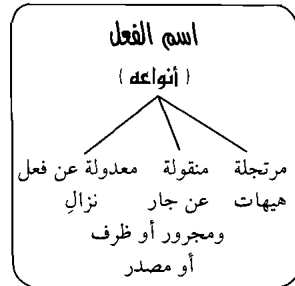 اسم الفعل
( أنواعه )
مرتجلة منقولة معدولة عن فعل
هيهات عن جار نزالِ
ومجرور أو ظرف
أو مصدر